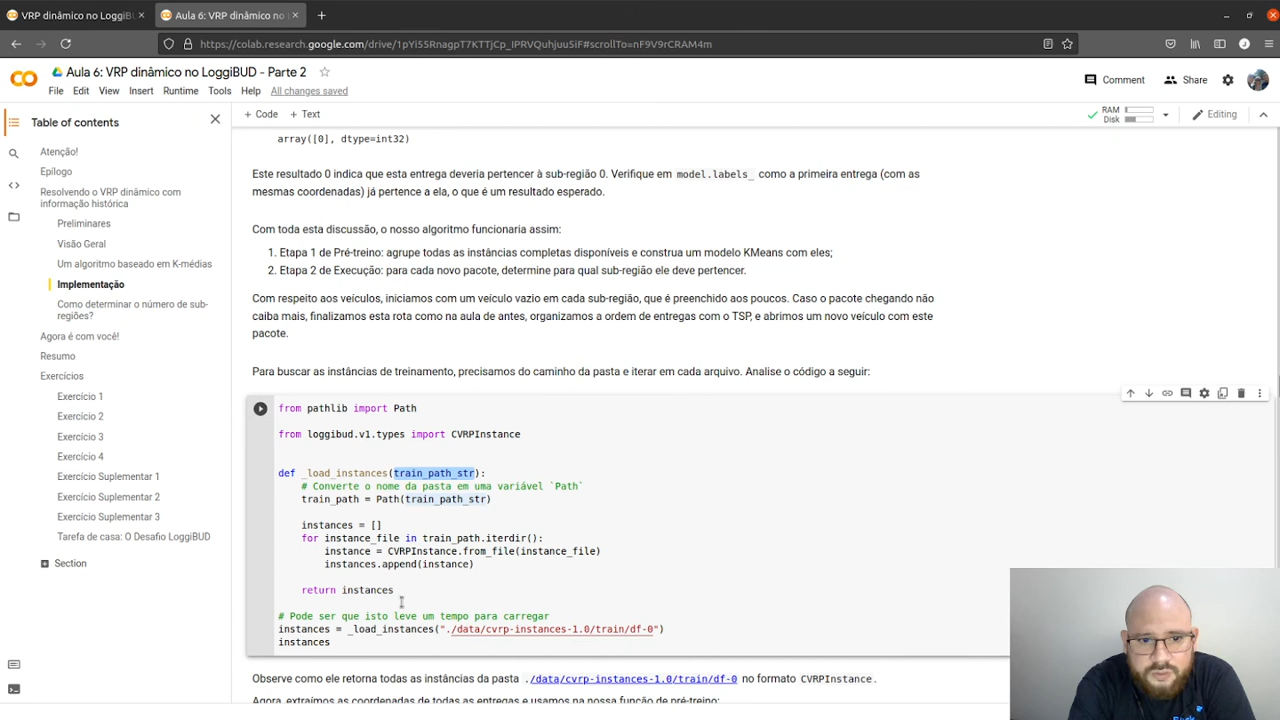 VRP dinâmico no LoggiBU
Aula 6: VRP dinâmico no
https://colab.research.google.com/drive/1pYi55RnagpT7KTTjCp_IPRVQuhjuu5iF#scrollTo=nF9V9rCRAM4m
Aula 6: VRP dinâmico no LoggiBUD - Parte 2
File Edit View Insert Runtime Tools Help All changes saved
Comment Share
Table of contents
+ Code + Text
RAM
Disk
Editing
Atenção!
Epílogo
Resolvendo o VRP dinâmico com
informação histórica
Preliminares
Visão Geral
Um algoritmo baseado em K-médias
Implementação
Como determinar o número de sub-
regiões?
Agora é com você!
Resumo
Exercícios
Exercício 1
Exercício 2
Exercício 3
Exercício 4
Exercício Suplementar 1
Exercício Suplementar 2
Exercício Suplementar 3
Tarefa de casa: O Desafio LoggiBUD
Section
array([0], dtype=int32)
Este resultado 0 indica que esta entrega deveria pertencer à sub-região 0. Verifique em model.labels_ como a primeira entrega (com as
mesmas coordenadas) já pertence a ela, o que é um resultado esperado.
Com toda esta discussão, o nosso algoritmo funcionaria assim:
1. Etapa 1 de Pré-treino: agrupe todas as instâncias completas disponíveis e construa um modelo KMeans com eles;
2. Etapa 2 de Execução: para cada novo pacote, determine para qual sub-região ele deve pertencer.
Com respeito aos veículos, iniciamos com um veículo vazio em cada sub-região, que é preenchido aos poucos. Caso o pacote chegando não
caiba mais, finalizamos esta rota como na aula de antes, organizamos a ordem de entregas com o TSP, e abrimos um novo veículo com este
pacote.
Para buscar as instâncias de treinamento, precisamos do caminho da pasta e iterar em cada arquivo. Analise o código a seguir:
from pathlib import Path
from loggibud.v1.types import CVRPInstance
def _load_instances(train_path_str):
# Converte o nome da pasta em uma variável `Path`
train_path = Path(train_path_str)
instances = []
for instance_file in train_path.iterdir():
instance = CVRPInstance.from_file(instance_file)
instances.append(instance)
return instances
# Pode ser que isto leve um tempo para carregar
instances = _load_instances("./data/cvrp-instances-1.0/train/df-0")
instances
Observe como ele retorna todas as instâncias da pasta ./data/cvrp-instances-1.0/train/df-0 no formato CVRPInstance.
Agora, extraímos as coordenadas de todas as entregas e usamos na nossa função de pré-treino: